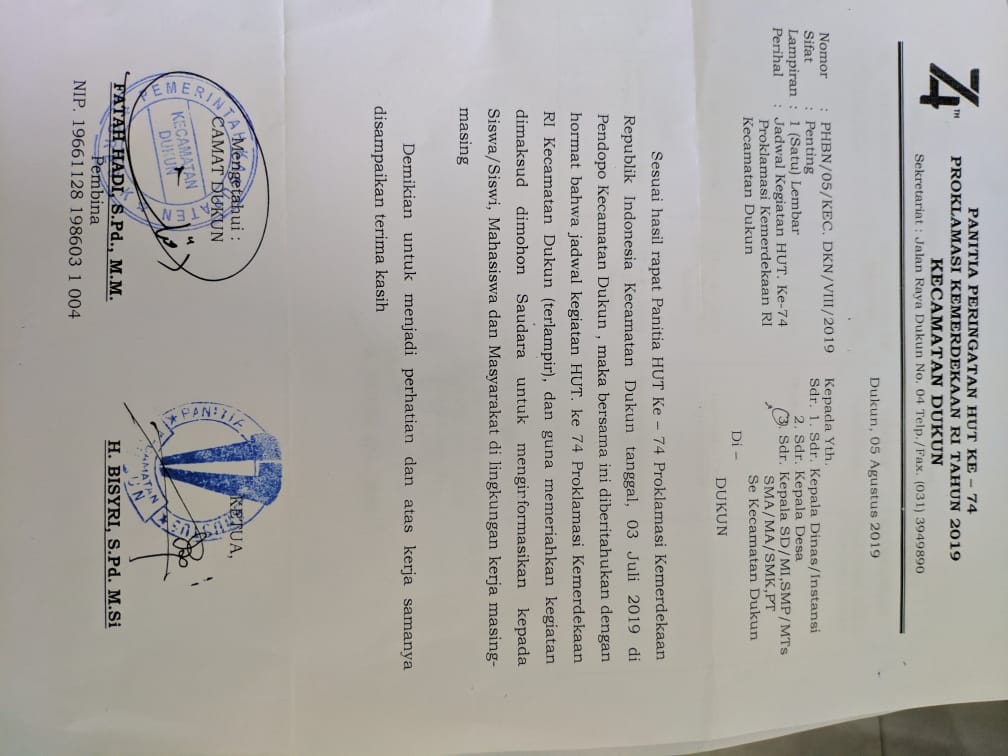 74 TM
PANITIA PERINGATAN HUT KE – 74
PROKLAMASI KEMERDEKAAN RI TAHUN 2019
KECAMATAN DUKUN
Sekretariat : Jalan Raya Dukun No. 04 Telp./Fax. (031) 3949890
Dukun, 05 Agustus 2019
Nomor : PHBN/05/KEC. DKN/VIII/2019
Sifat : Penting
Lampiran : 1 (Satu) Lembar
Perihal : Jadwal Kegiatan HUT. Ke-74
Proklamasi Kemerdekaan RI
Kecamatan Dukun
Kepada Yth.
Sdr. 1. Sdr. Kepala Dinas/Instansi
2. Sdr. Kepala Desa
3. Sdr. Kepala SD/MI,SMP/MTs
SMA/MA/SMK,PT
Se Kecamatan Dukun
Di –
DUKUN
Sesuai hasil rapat Panitia HUT Ke – 74 Proklamasi Kemerdekaan
Republik Indonesia Kecamatan Dukun tanggal, 03 Juli 2019 di
Pendopo Kecamatan Dukun , maka bersama ini diberitahukan dengan
hormat bahwa jadwal kegiatan HUT. ke 74 Proklamasi Kemerdekaan
RI Kecamatan Dukun (terlampir), dan guna memeriahkan kegiatan
dimaksud dimohon Saudara untuk mengirformasikan kepada
Siswa/Siswi, Mahasiswa dan Masyarakat di lingkungan kerja masing-
masing
Demikian untuk menjadi perhatian dan atas kerja samanya
disampaikan terima kasih
Mengetahui :
CAMAT DUKUN
PEMERINTAH KABUPATEN
KECAMATAN
DUKUN
FATAH HADI, S.Pd., M.M.
Pembina
NIP. 19661128 198603 1 004
KETUA,
PANITIA
KECAMATAN
H. BISYRI, S.Pd. M.Si